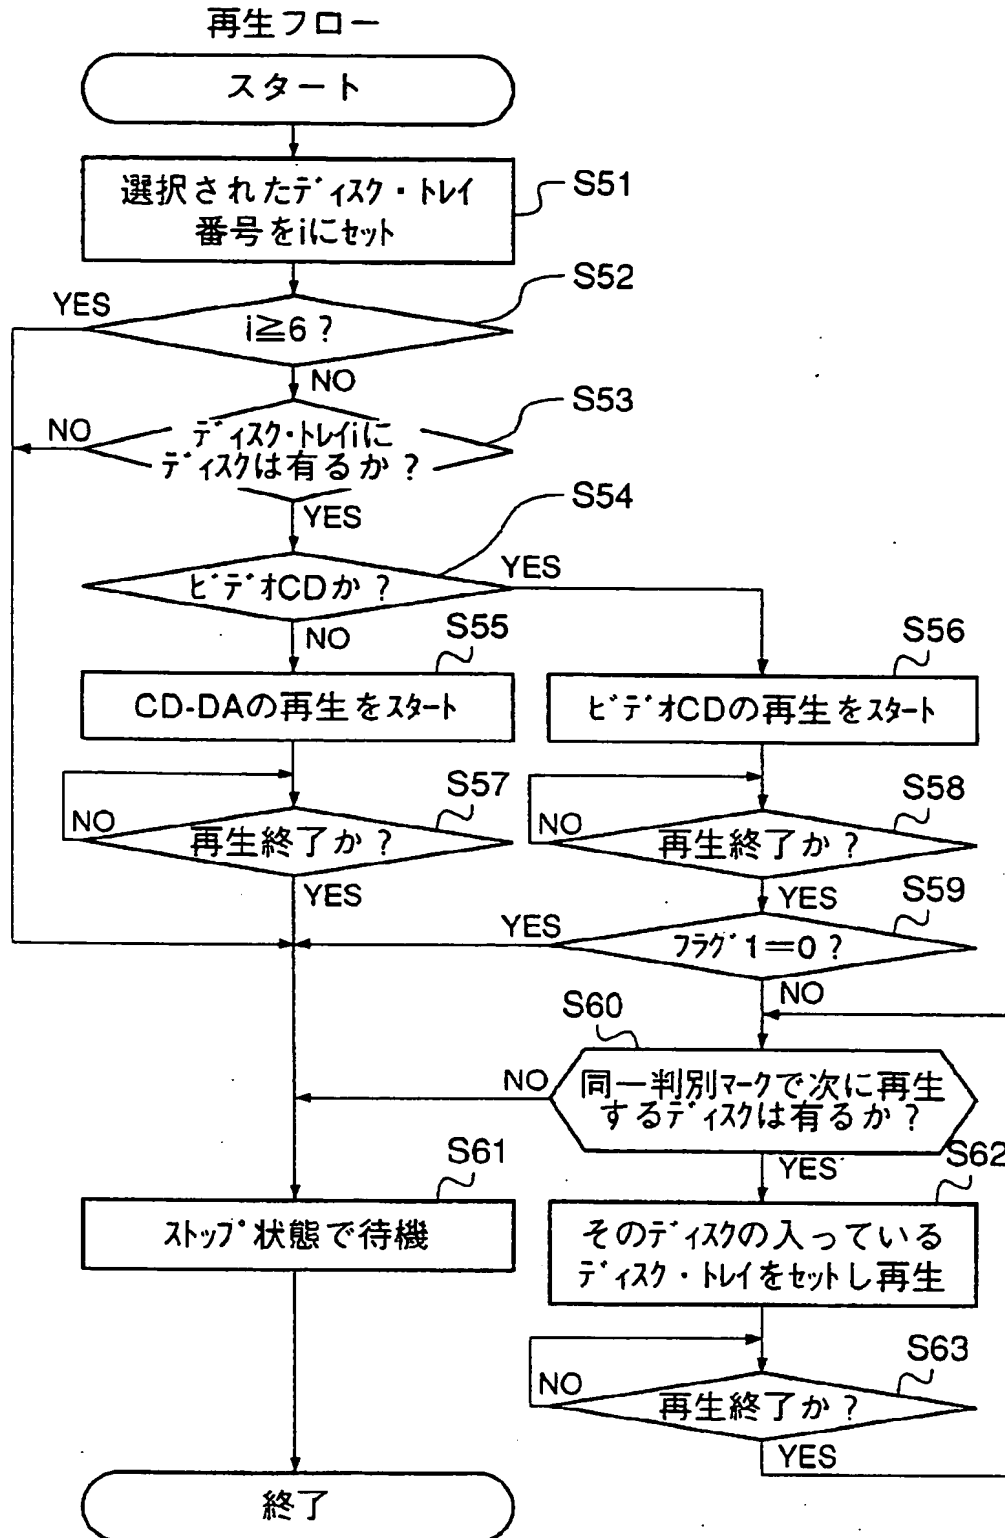 再生フロー
スタート
選択されたディスク・トレイ
番号をiにセット
S51
S52
YES
i≧6？
NO
S53
NO
ディスク・トレイiに
ディスクは有るか？
YES
S54
ビデオCDか？
YES
NO
S55
CD-DAの再生をスタート
S56
ビデオCDの再生をスタート
S57
NO
再生終了か？
YES
S58
NO
再生終了か？
YES
S59
YES
フラグ1＝0？
NO
S60
NO
同一判別マークで次に再生
するディスクは有るか？
YES
S61
ストップ状態で待機
S62
そのディスクの入っている
ディスク・トレイをセットし再生
S63
NO
再生終了か？
YES
終了